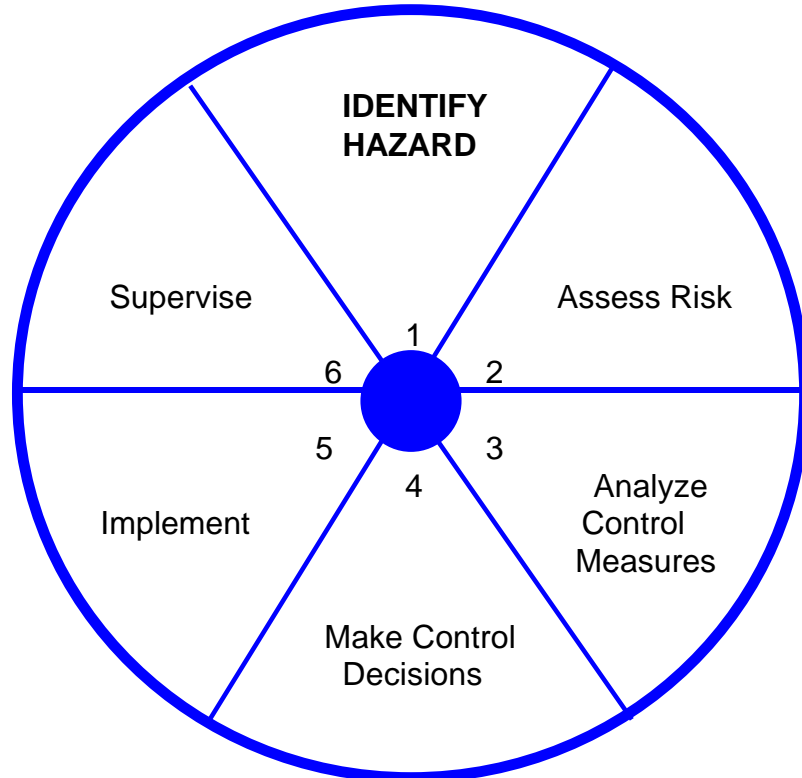 IDENTIFY
HAZARD
1
Assess Risk
2
Analyze
Control
Measures
3
Make Control
Decisions
4
Implement
5
Supervise
6